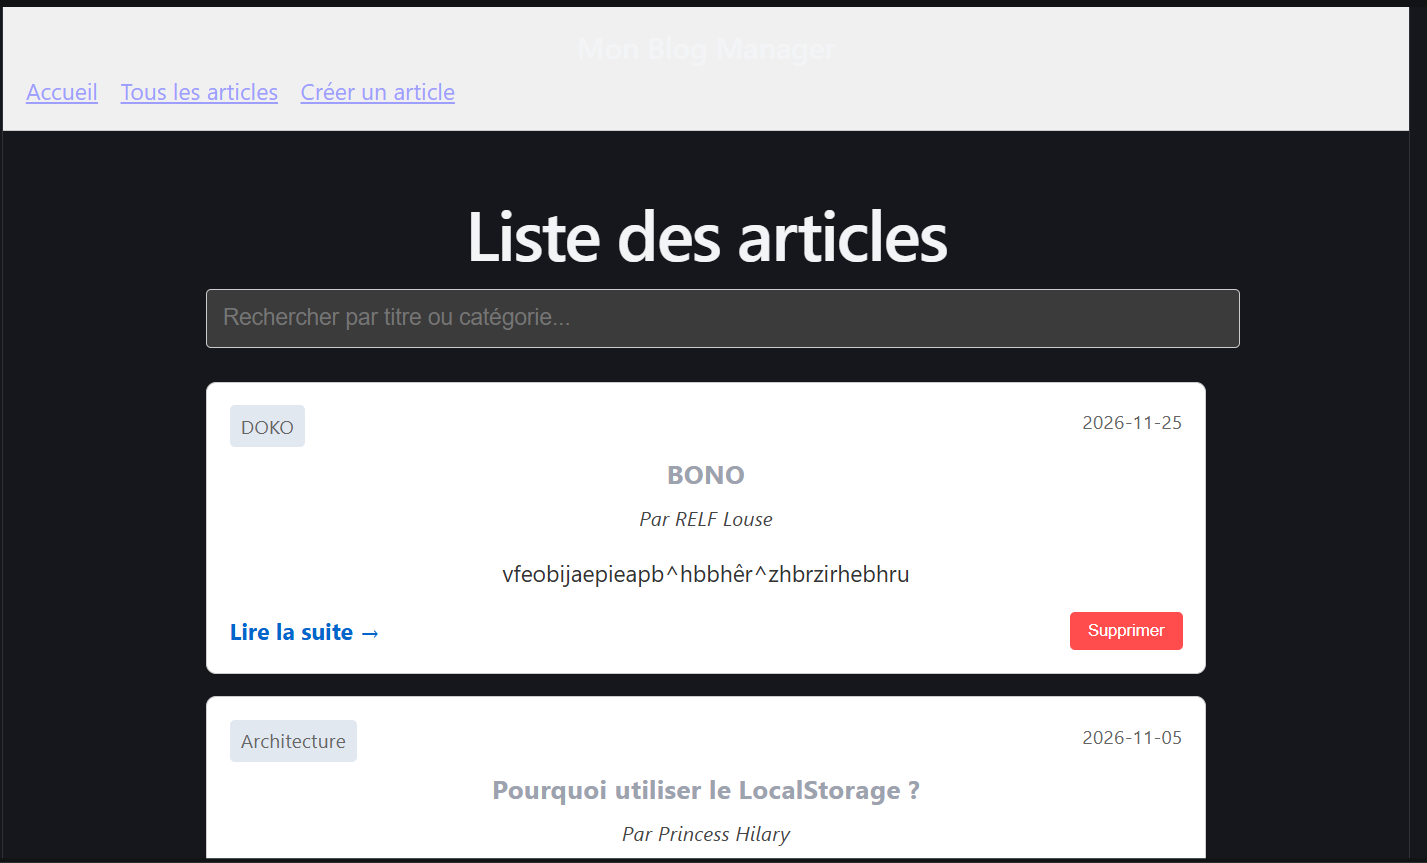 Mon Blog Manager
Accueil Tous les articles Créer un article
Liste des articles
Rechercher par titre ou catégorie...
DOKO 2026-11-25
BONO
Par RELF Louse
vfeobijaepieapb^hbbhêr^zhbrzirhebhru
Lire la suite → Supprimer
Architecture 2026-11-05
Pourquoi utiliser le LocalStorage ?
Par Princess Hilary